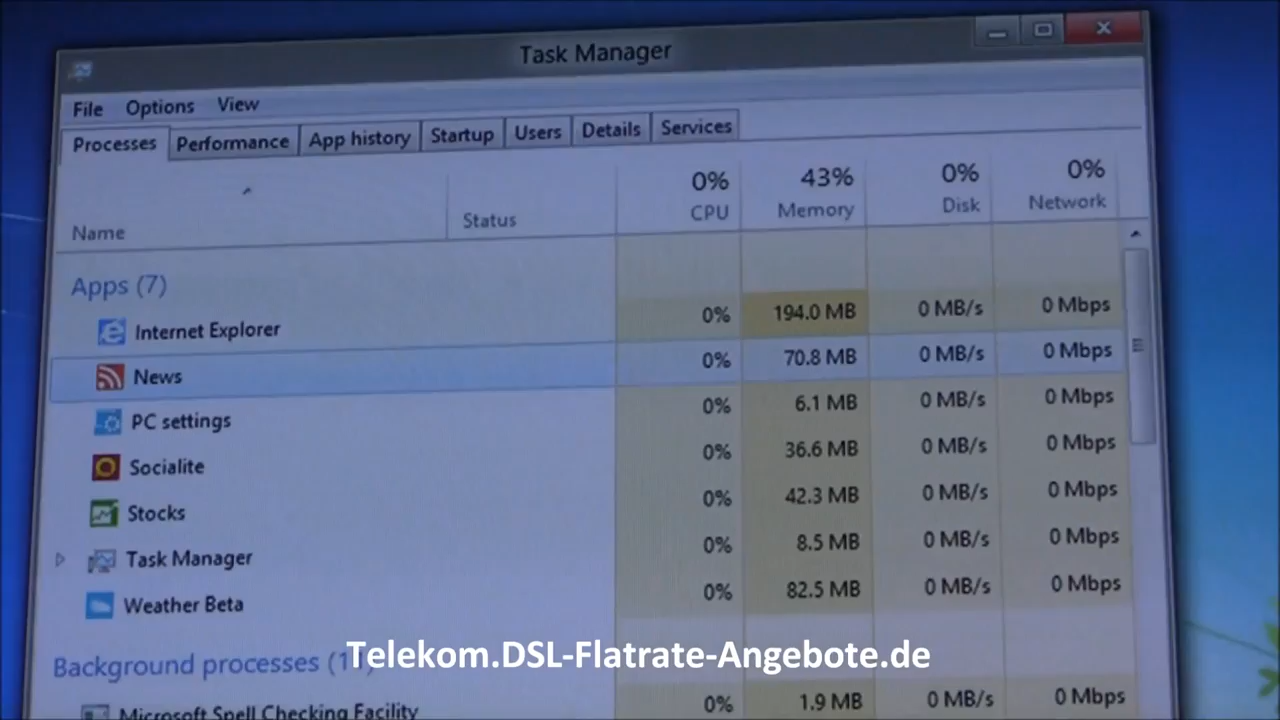 Task Manager
File Options View
Processes Performance App history Startup Users Details Services
0% 43% 0% 0%
Name Status CPU Memory Disk Network
Apps (7)
Internet Explorer 0% 194.0 MB 0 MB/s 0 Mbps
News 0% 70.8 MB 0 MB/s 0 Mbps
PC settings 0% 6.1 MB 0 MB/s 0 Mbps
Socialite 0% 36.6 MB 0 MB/s 0 Mbps
Stocks 0% 42.3 MB 0 MB/s 0 Mbps
Task Manager 0% 8.5 MB 0 MB/s 0 Mbps
Weather Beta 0% 82.5 MB 0 MB/s 0 Mbps
Telekom.DSL-Flatrate-Angebote.de
Background processes
Microsoft Spell Checking Facility 0% 1.9 MB 0 MB/s 0 Mbps